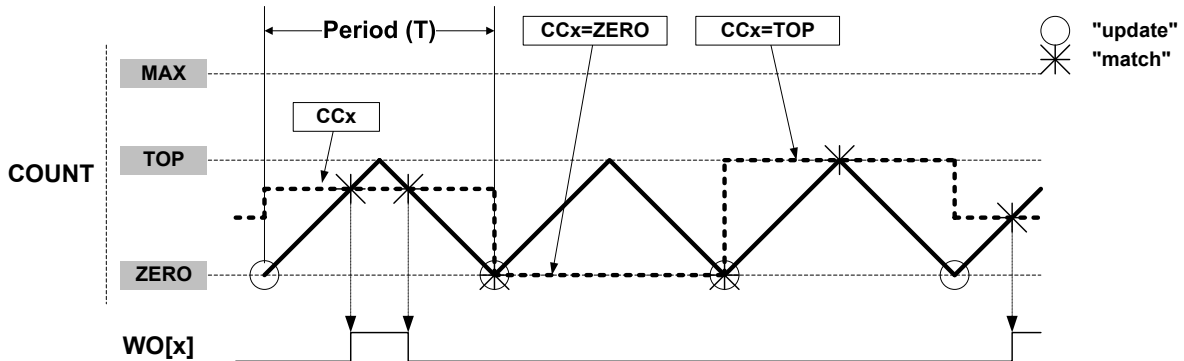 Period (T)
CCx=ZERO
CCx=TOP
"update"
"match"
MAX
CCx
TOP
COUNT
ZERO
WO[x]